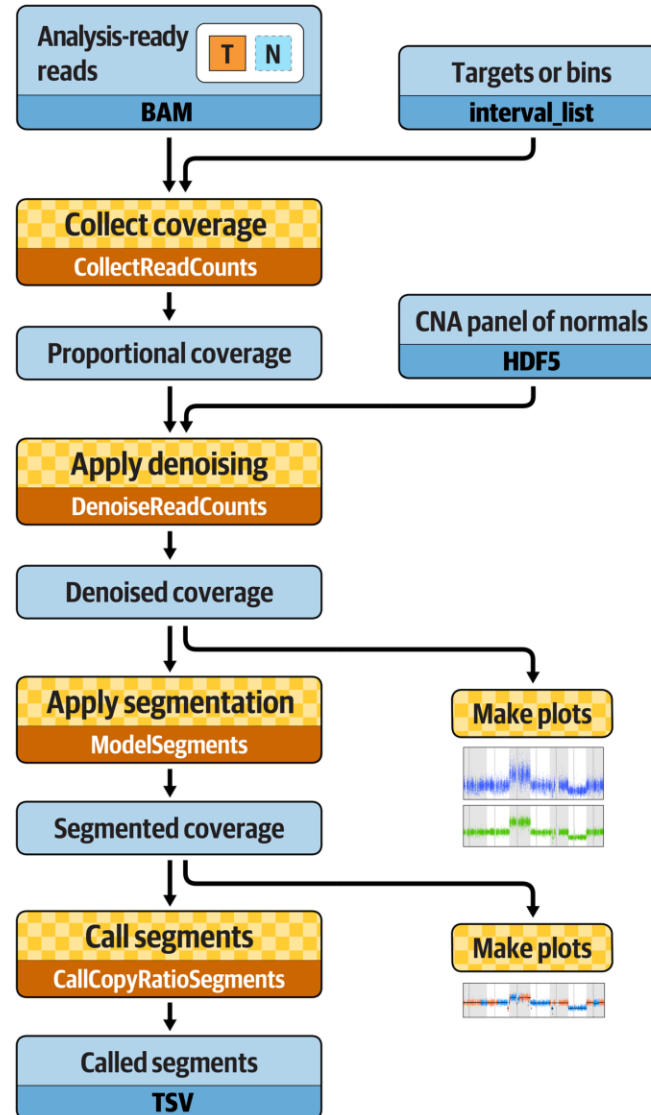 Analysis-ready
reads
T N
BAM
Targets or bins
interval_list
Collect coverage
CollectReadCounts
Proportional coverage
CNA panel of normals
HDF5
Apply denoising
DenoiseReadCounts
Denoised coverage
Apply segmentation
ModelSegments
Make plots
Segmented coverage
Call segments
CallCopyRatioSegments
Make plots
Called segments
TSV